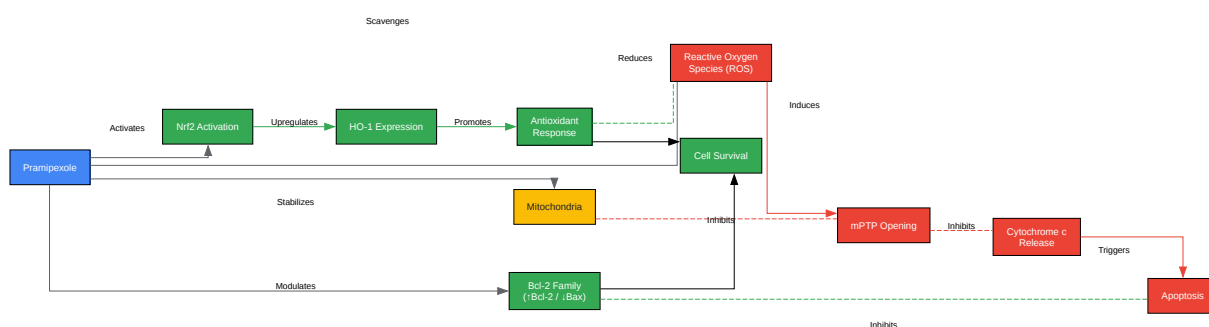 Scavenges
Reduces
Reactive Oxygen
Species (ROS)
Induces
Activates
Nrf2 Activation
Upregulates
HO-1 Expression
Promotes
Antioxidant
Response
Cell Survival
Pramipexole
Stabilizes
Mitochondria
Inhibits
mPTP Opening
Inhibits
Cytochrome c
Release
Triggers
Modulates
Bcl-2 Family
(↑Bcl-2 / ↓Bax)
Apoptosis
Inhibits